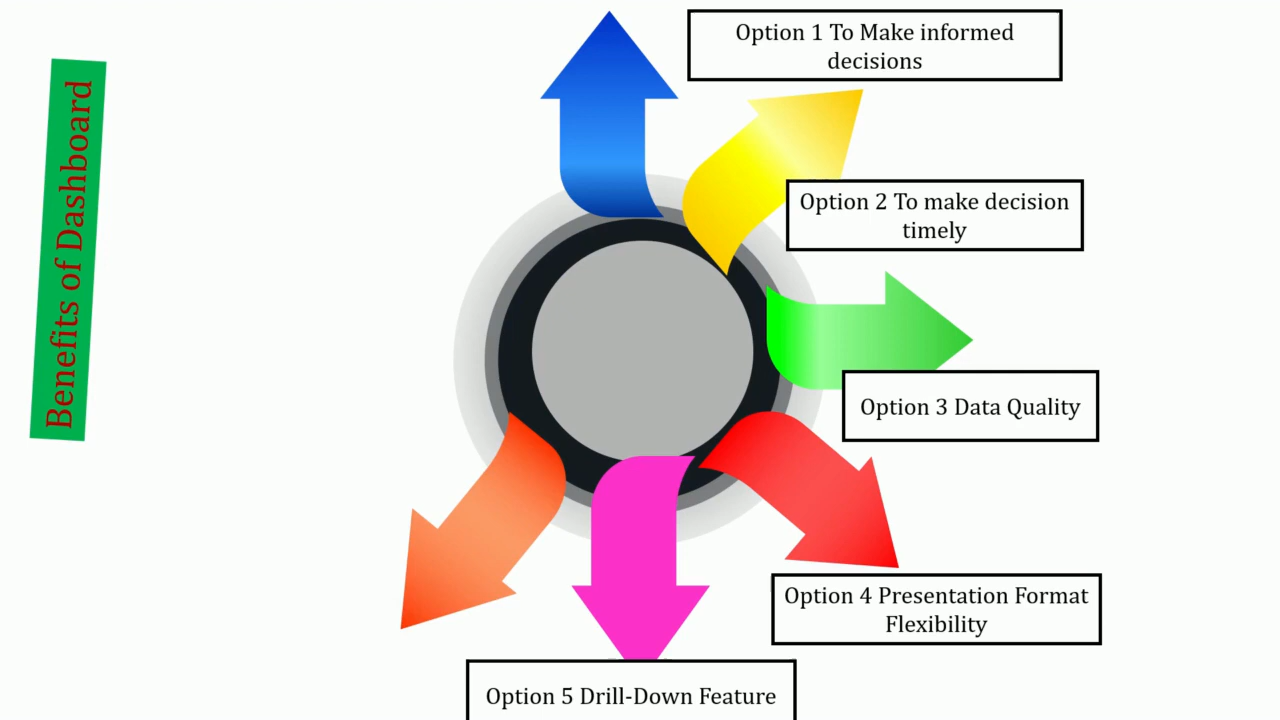 Benefits of Dashboard
Option 1 To Make informed
decisions
Option 2 To make decision
timely
Option 3 Data Quality
Option 4 Presentation Format
Flexibility
Option 5 Drill-Down Feature